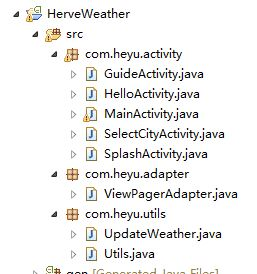 HerveWeather
src
com.heyu.activity
GuideActivity.java
HelloActivity.java
MainActivity.java
SelectCityActivity.java
SplashActivity.java
com.heyu.adapter
ViewPagerAdapter.java
com.heyu.utils
UpdateWeather.java
Utils.java
gen [Generated Java Files]